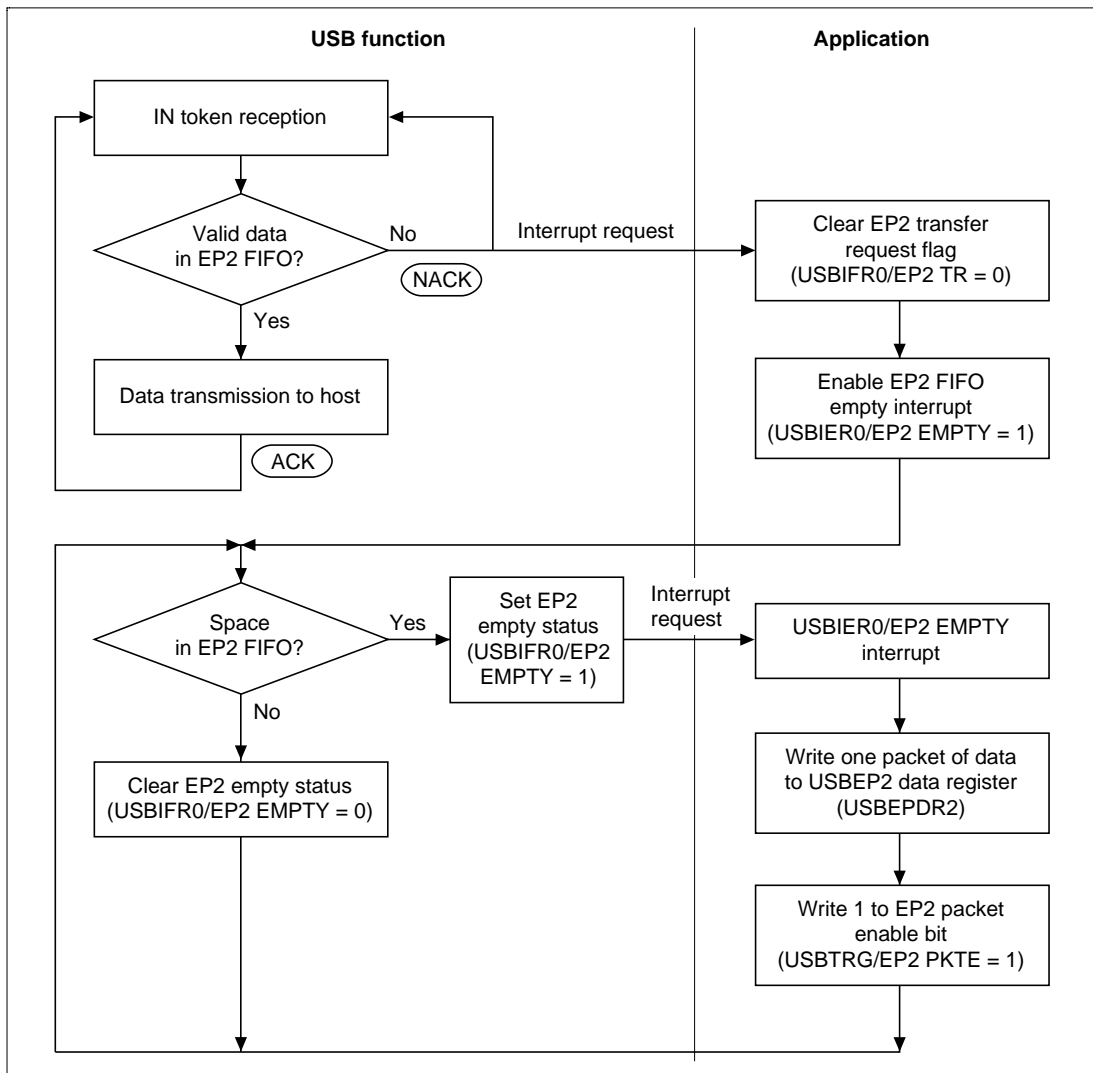 USB function
Application
IN token reception
Valid data
in EP2 FIFO?
No
NACK
Interrupt request
Clear EP2 transfer
request flag
(USBIFR0/EP2 TR = 0)
Yes
Data transmission to host
ACK
Enable EP2 FIFO
empty interrupt
(USBIER0/EP2 EMPTY = 1)
Space
in EP2 FIFO?
Yes
Set EP2
empty status
(USBIFR0/EP2
EMPTY = 1)
Interrupt
request
USBIER0/EP2 EMPTY
interrupt
No
Clear EP2 empty status
(USBIFR0/EP2 EMPTY = 0)
Write one packet of data
to USBEP2 data register
(USBEPDR2)
Write 1 to EP2 packet
enable bit
(USBTRG/EP2 PKTE = 1)